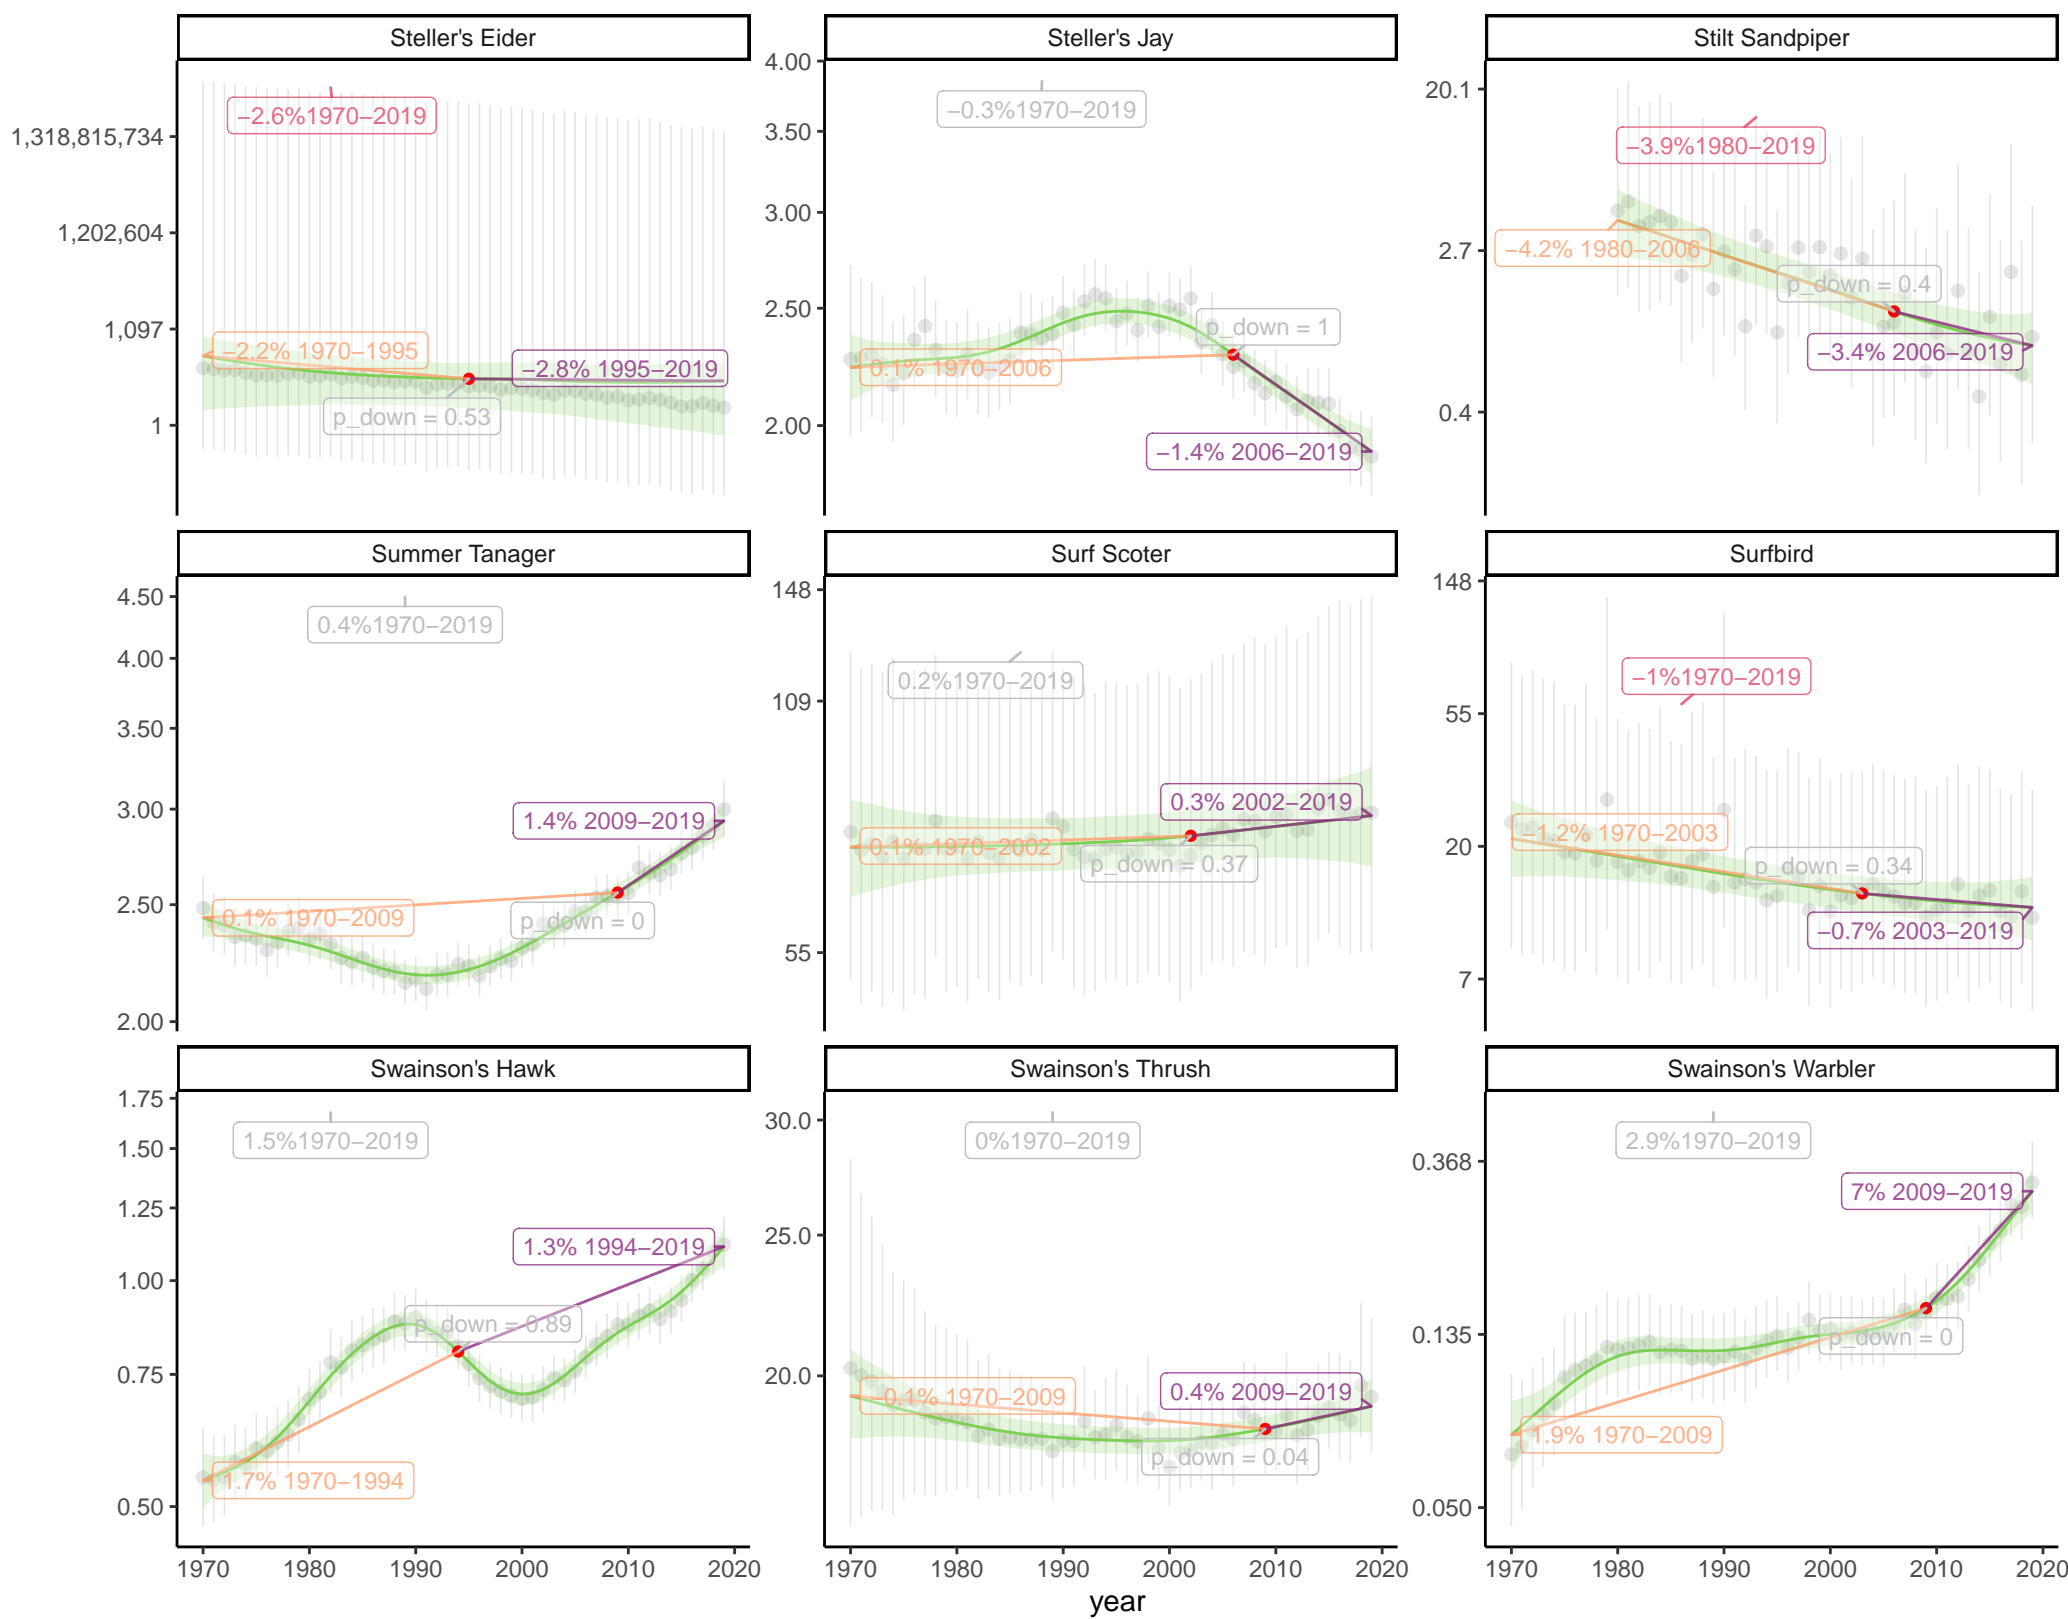 Steller's Eider
Steller's Jay
Stilt Sandpiper
1,318,815,734
1,202,604
1,097
1
−2.6%1970−2019
−2.2% 1970−1995
−2.8% 1995−2019
p_down = 0.53
4.00
3.50
3.00
2.50
2.00
−0.3%1970−2019
p_down = 1
0.1% 1970−2006
−1.4% 2006−2019
20.1
2.7
0.4
−3.9%1980−2019
−4.2% 1980−2006
p_down = 0.4
−3.4% 2006−2019
Summer Tanager
Surf Scoter
Surfbird
4.50
4.00
3.50
3.00
2.50
2.00
0.4%1970−2019
1.4% 2009−2019
0.1% 1970−2009
p_down = 0
148
109
55
0.2%1970−2019
0.3% 2002−2019
0.1% 1970−2002
p_down = 0.37
148
55
20
7
−1%1970−2019
−1.2% 1970−2003
p_down = 0.34
−0.7% 2003−2019
Swainson's Hawk
Swainson's Thrush
Swainson's Warbler
1.75
1.50
1.25
1.00
0.75
0.50
1.5%1970−2019
1.3% 1994−2019
p_down = 0.89
1.7% 1970−1994
30.0
25.0
20.0
0%1970−2019
−0.1% 1970−2009
0.4% 2009−2019
p_down = 0.04
0.368
0.135
0.050
2.9%1970−2019
7% 2009−2019
p_down = 0
1.9% 1970−2009
1970 1980 1990 2000 2010 2020
1970 1980 1990 2000 2010 2020
1970 1980 1990 2000 2010 2020
year